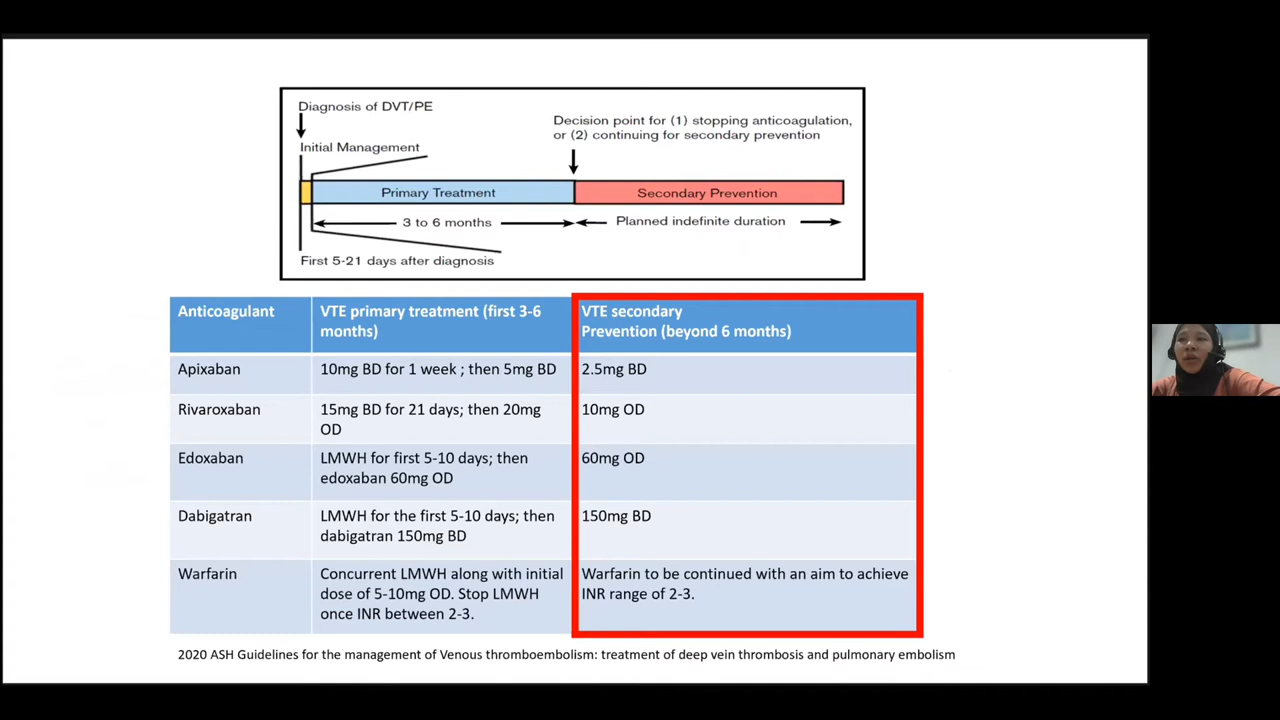 Diagnosis of DVT/PE
Decision point for (1) stopping anticoagulation,
or (2) continuing for secondary prevention
Initial Management
Primary Treatment
Secondary Prevention
3 to 6 months
Planned indefinite duration
First 5-21 days after diagnosis
Anticoagulant
VTE primary treatment (first 3-6
months)
VTE secondary
Prevention (beyond 6 months)
Apixaban
10mg BD for 1 week ; then 5mg BD
2.5mg BD
Rivaroxaban
15mg BD for 21 days; then 20mg
OD
10mg OD
Edoxaban
LMWH for first 5-10 days; then
edoxaban 60mg OD
60mg OD
Dabigatran
LMWH for the first 5-10 days; then
dabigatran 150mg BD
150mg BD
Warfarin
Concurrent LMWH along with initial
dose of 5-10mg OD. Stop LMWH
once INR between 2-3.
Warfarin to be continued with an aim to achieve
INR range of 2-3.
2020 ASH Guidelines for the management of Venous thromboembolism: treatment of deep vein thrombosis and pulmonary embolism